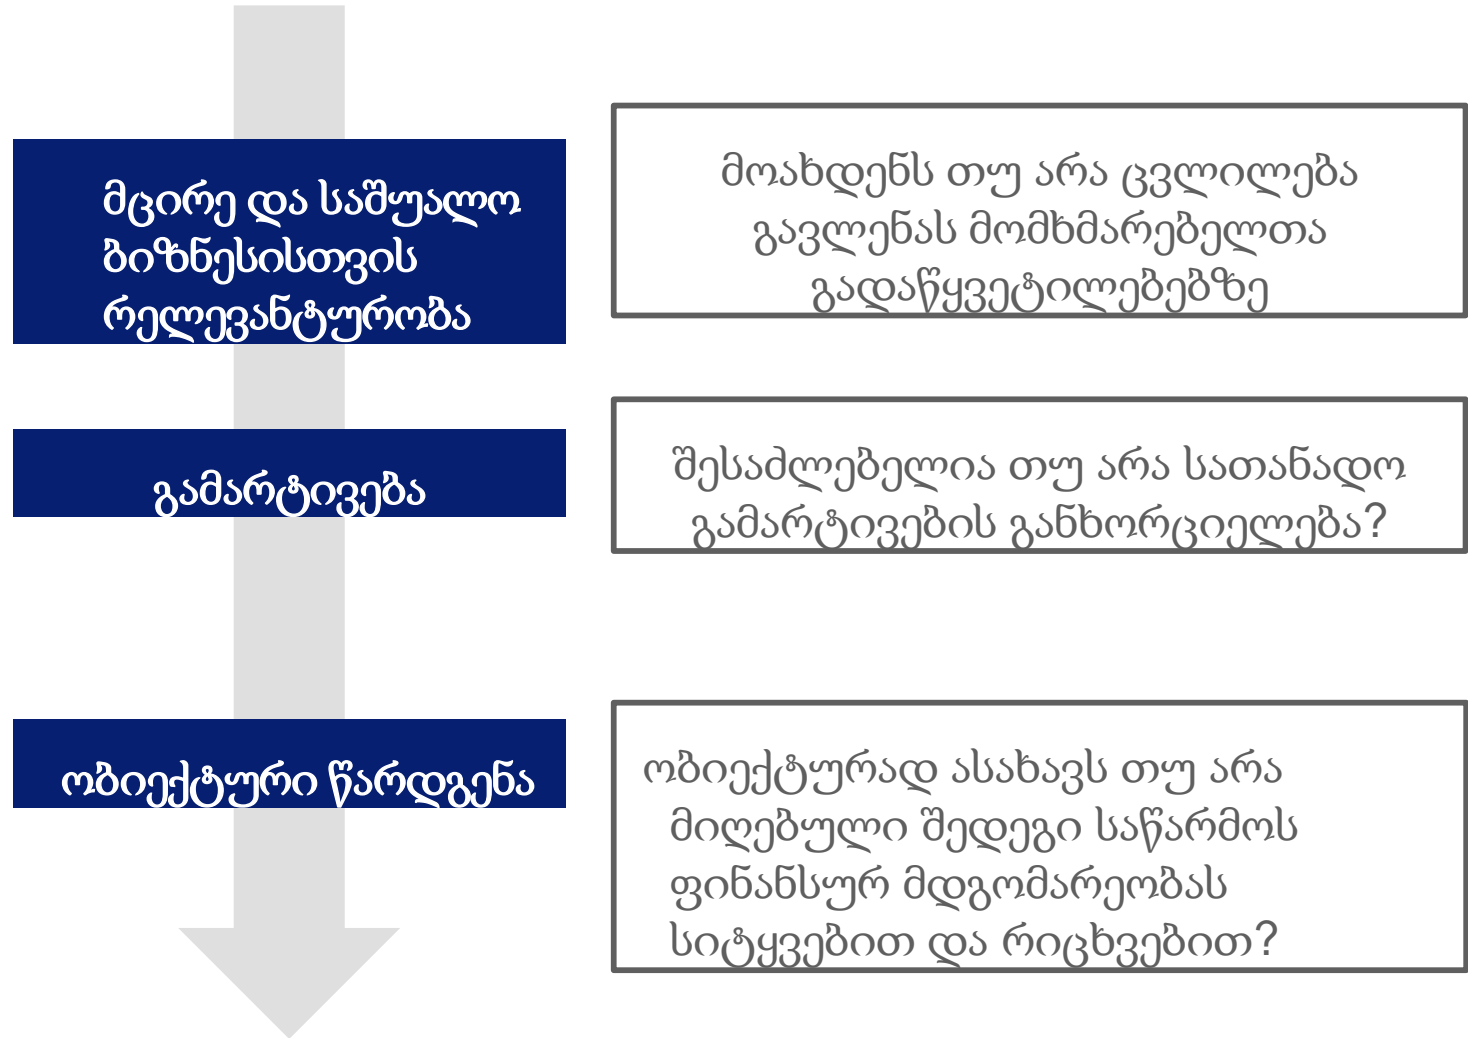 მცირე და საშუალო
ბიზნესისთვის
რელევანტურობა
მოახდენს თუ არა ცვლილება
გავლენას მომხმარებელთა
გადაწყვეტილებებზე
გამარტივება
შესაძლებელია თუ არა სათანადო
გამარტივების განხორციელება?
ობიექტური წარდგენა
ობიექტურად ასახავს თუ არა
მიღებული შედეგი საწარმოს
ფინანსურ მდგომარეობას
სიტყვებით და რიცხვებით?